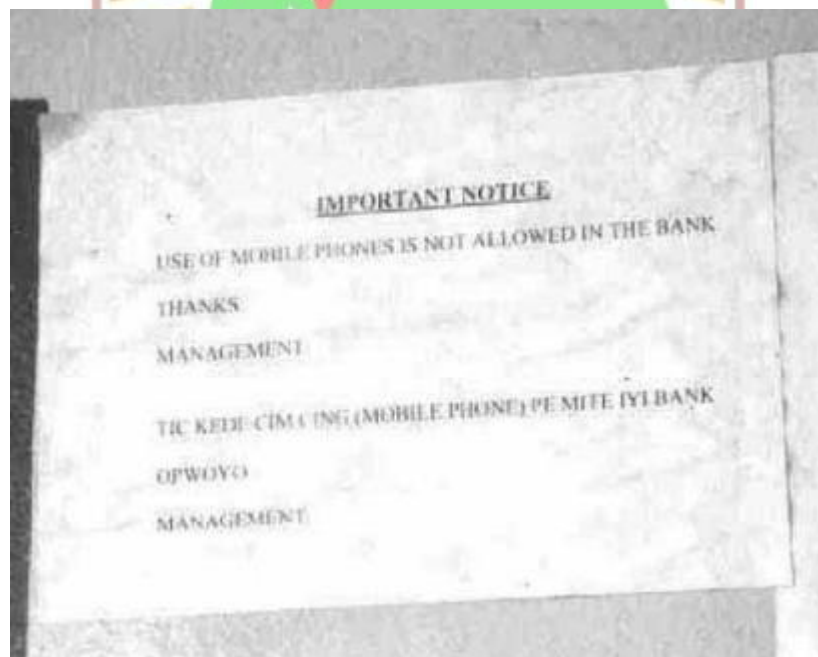 IMPORTANT NOTICE
USE OF MOBILE PHONES IS NOT ALLOWED IN THE BANK
THANKS
MANAGEMENT
TIC KEDE CIM CING (MOBILE PHONE) PE MITE IYI BANK
OPWOYO
MANAGEMENT